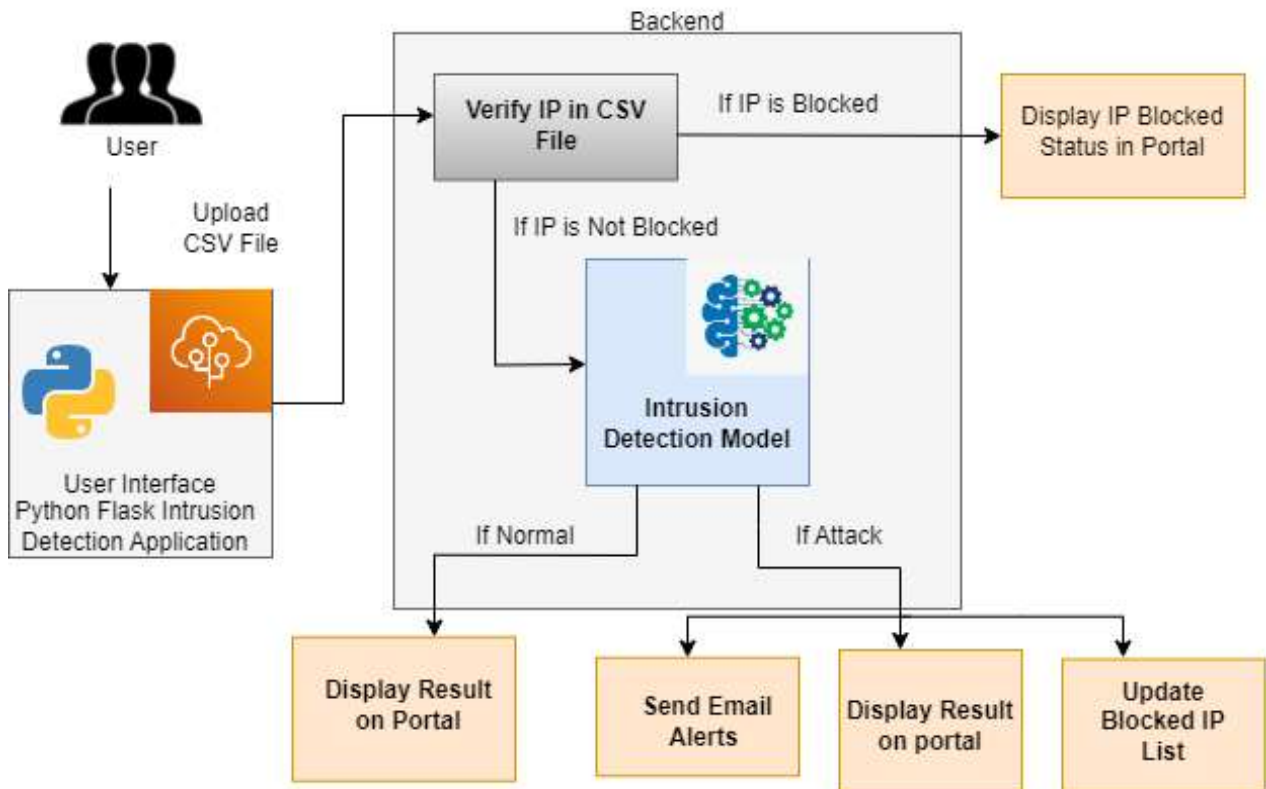 Backend
User
Upload
CSV File
Verify IP in CSV
File
If IP is Blocked
Display IP Blocked
Status in Portal
If IP is Not Blocked
Intrusion
Detection Model
User Interface
Python Flask Intrusion
Detection Application
If Normal
If Attack
Display Result
on Portal
Send Email
Alerts
Display Result
on portal
Update
Blocked IP
List